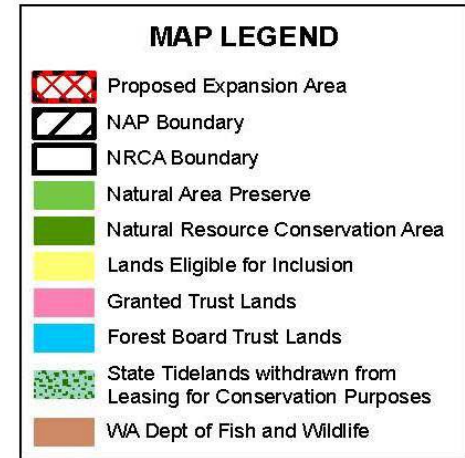 MAP LEGEND
Proposed Expansion Area
NAP Boundary
NRCA Boundary
Natural Area Preserve
Natural Resource Conservation Area
Lands Eligible for Inclusion
Granted Trust Lands
Forest Board Trust Lands
State Tidelands withdrawn from
Leasing for Conservation Purposes
WA Dept of Fish and Wildlife